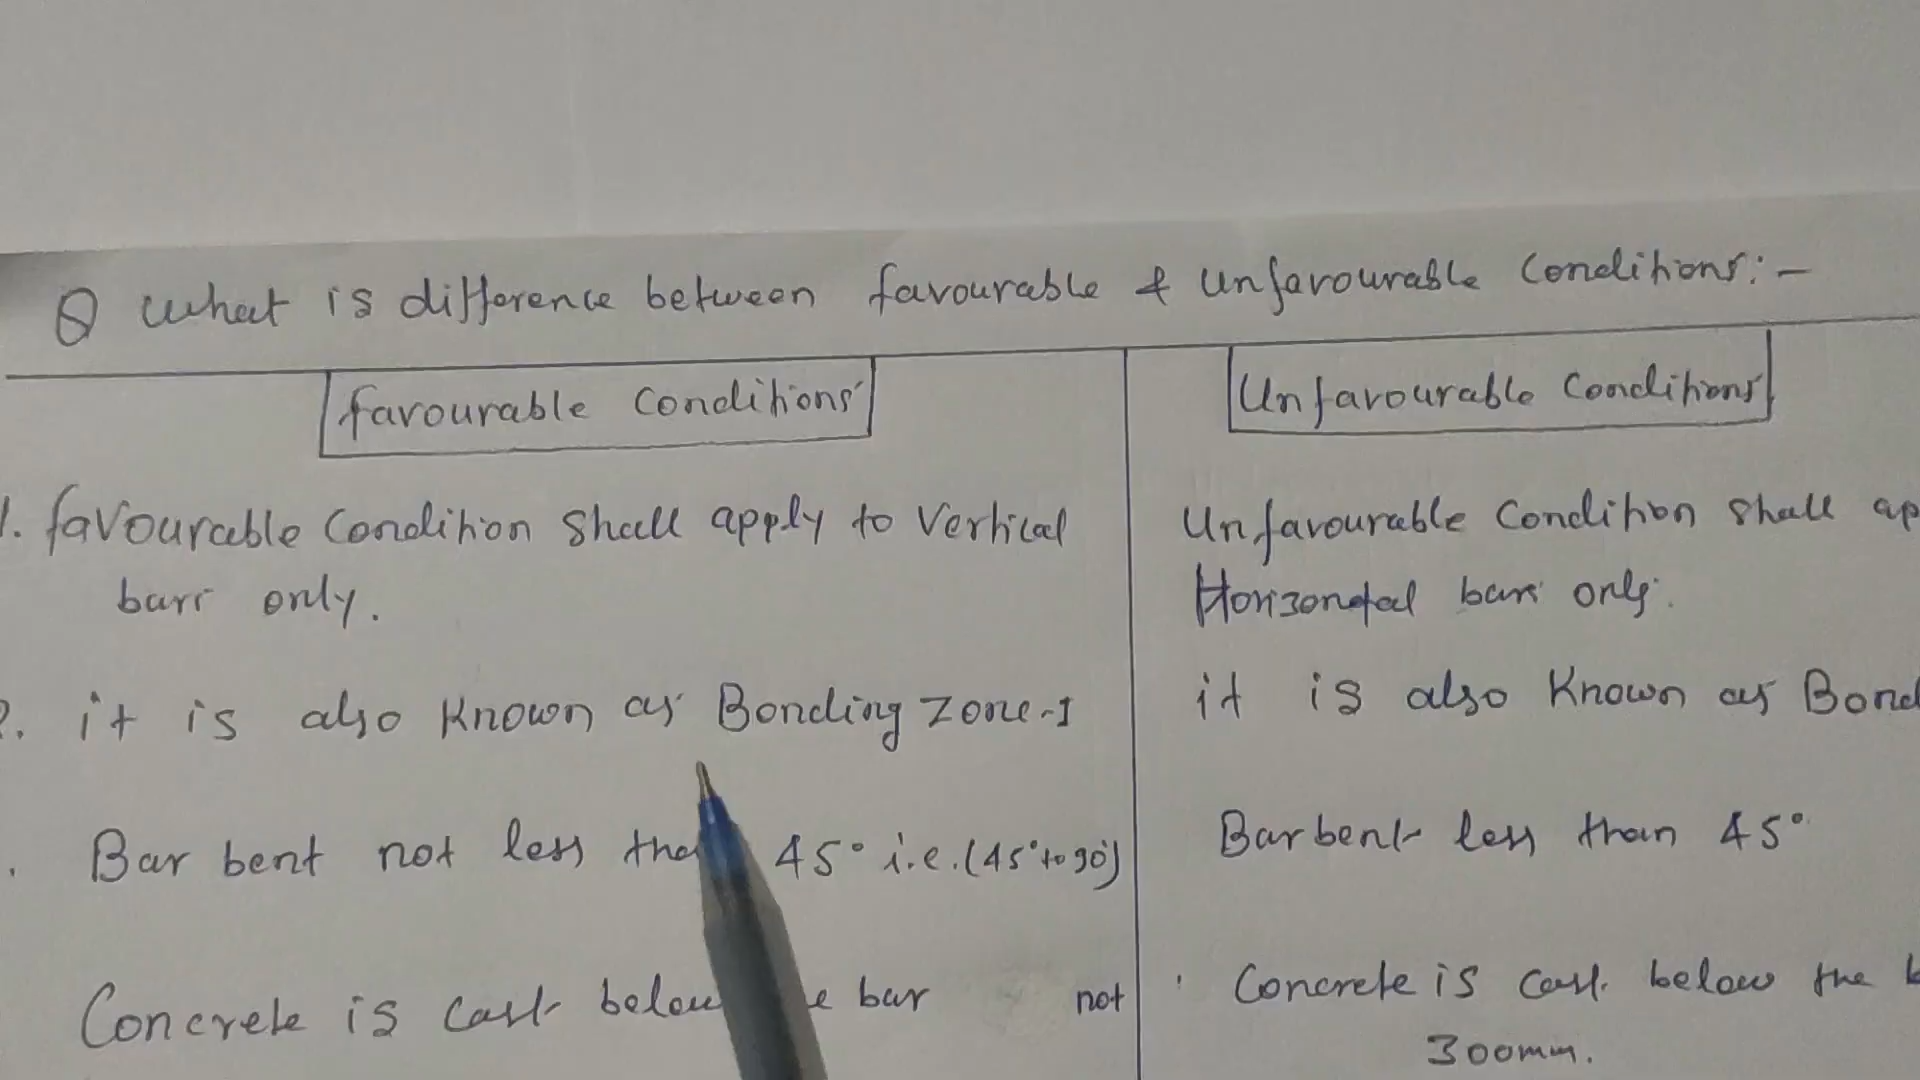 Q What is difference between favourable & Unfavourable Conditions:-
favourable Conditions
Unfavourable Conditions
1. favourable Condition Shall apply to Vertical
bars only.
Unfavourable Condition Shall ap
Horizontal bars only.
2. it is also Known as Bonding Zone-1
it is also Known as Bond
Bar bent not less tha 45° i.e. (45° to 90°)
Bar bent less than 45°
Concrete is cast below e bar not
Concrete is cast below the b
300mm.